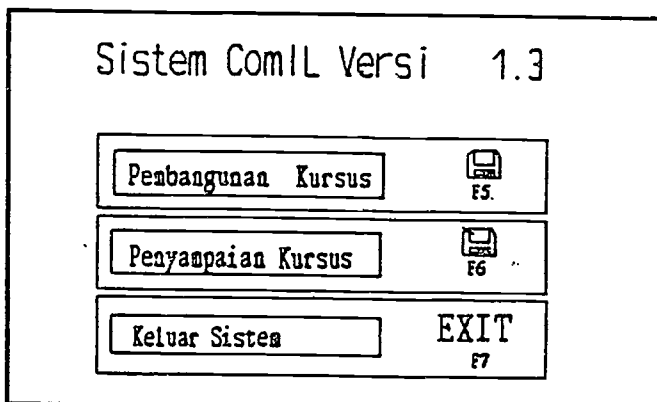 Sistem ComIL Versi 1.3
Pembangunan Kursus
F5.
Penyampaian Kursus
F6
Keluar Sistem
EXIT
F7